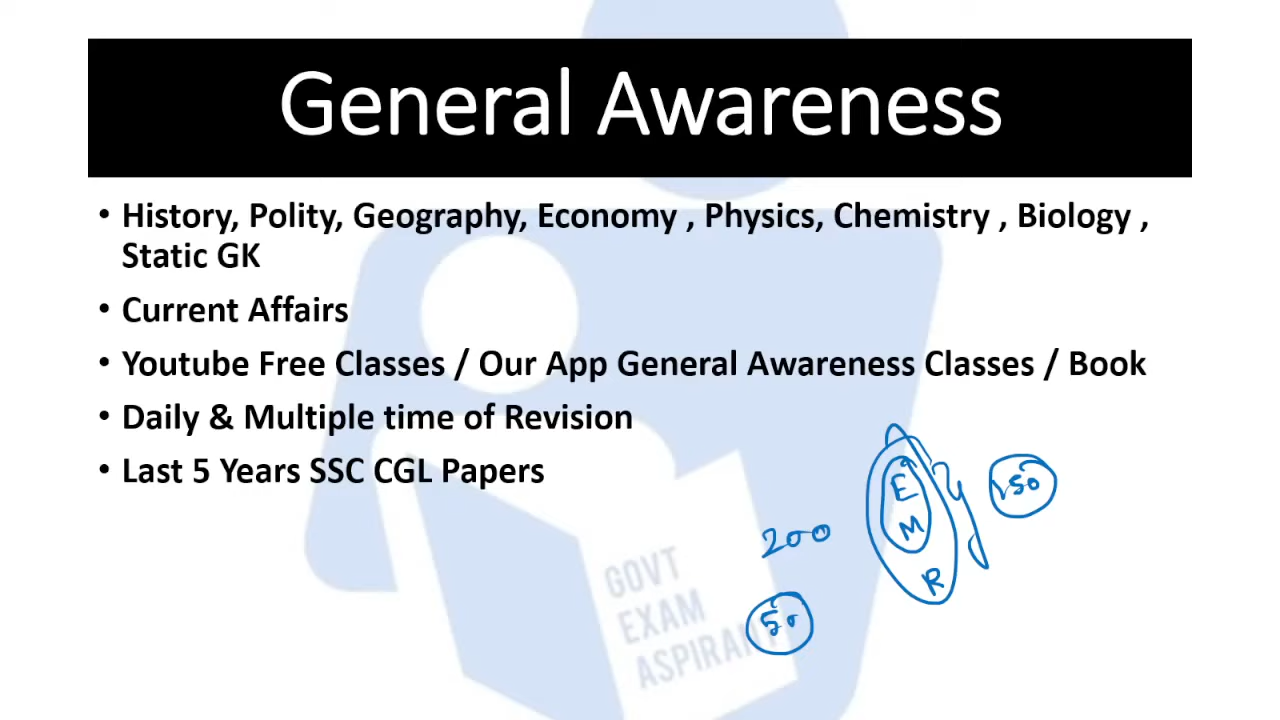 General Awareness
• History, Polity, Geography, Economy , Physics, Chemistry , Biology ,
Static GK
• Current Affairs
• Youtube Free Classes / Our App General Awareness Classes / Book
• Daily & Multiple time of Revision
• Last 5 Years SSC CGL Papers
E
150
M
200
R
50
GOVT
EXAM
ASPIRANT